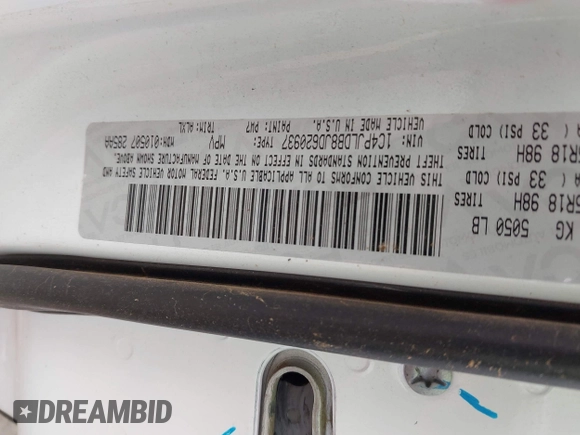 KG 5050 LB
5R18 98H TIRES
A ( 33 PSI) COLD
5R18 98H TIRES
( 33 PSI) COLD
THIS VEHICLE CONFORMS TO ALL APPLICABLE U.S.A. FEDERAL MOTOR VEHICLE SAFETY AND
THEFT PREVENTION STANDARDS IN EFFECT ON THE DATE OF MANUFACTURE SHOWN ABOVE.
VIN: 1C4PJLDB8JD620937 TYPE: MPV MDH:010507 285AA
VEHICLE MADE IN U.S.A. PAINT: PW7 TRIM:ALXL
DREAMBID